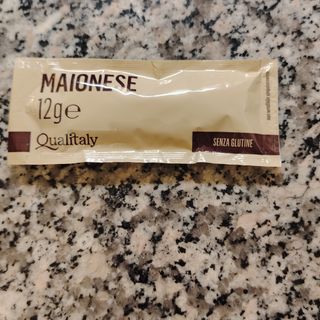 MAIONESE
12g℮
Qualitaly
SENZA GLUTINE